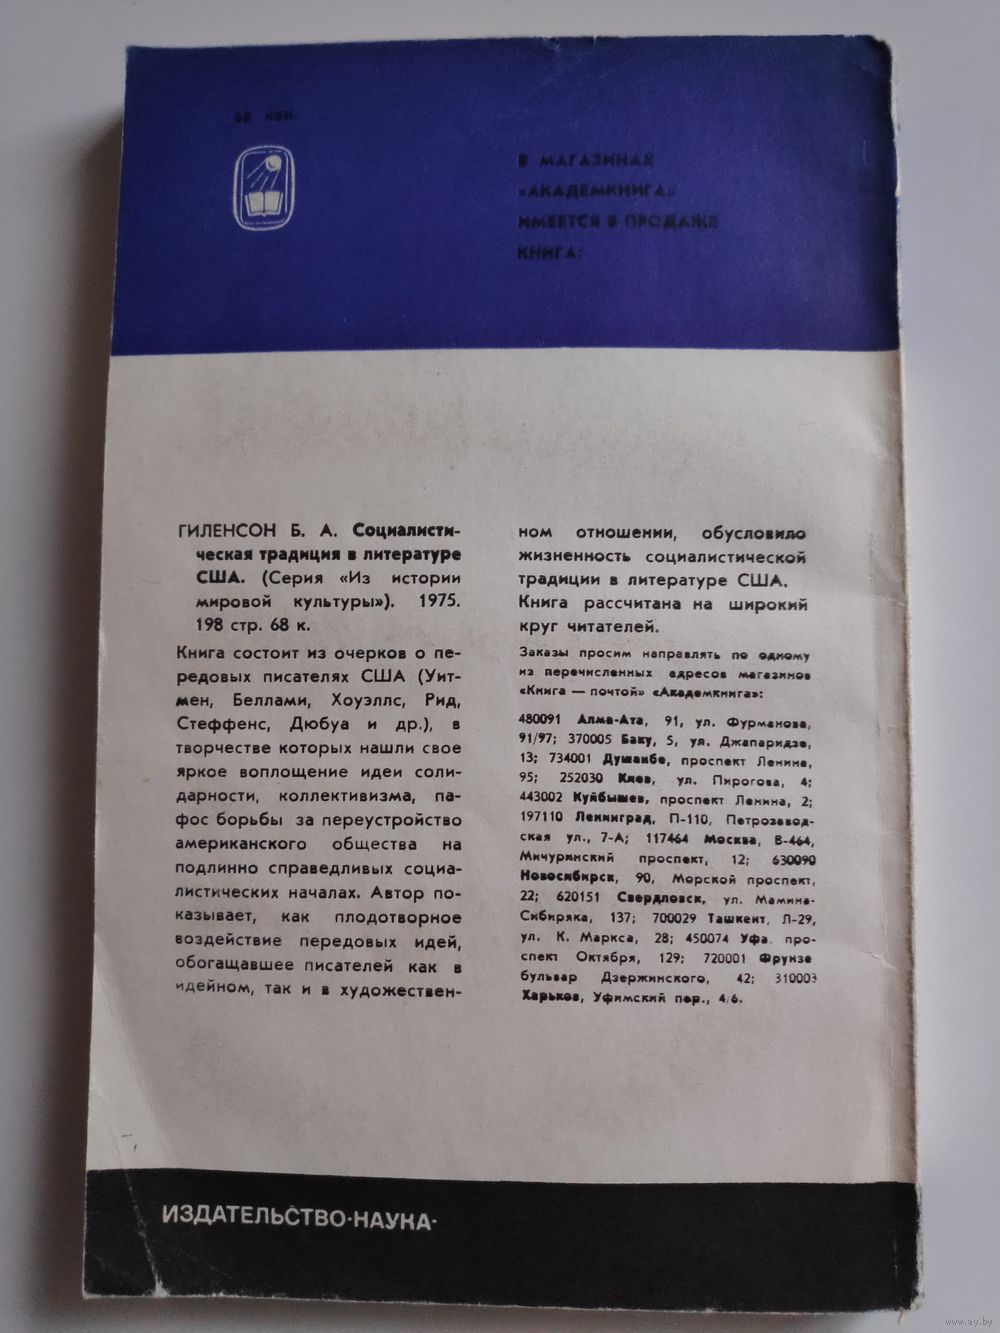 68 коп.
В МАГАЗИНАХ
«АКАДЕМКНИГА»
ИМЕЕТСЯ В ПРОДАЖЕ
КНИГА:
ГИЛЕНСОН Б. А. Социалисти-
ческая традиция в литературе
США. (Серия «Из истории
мировой культуры»). 1975.
198 стр. 68 к.
Книга состоит из очерков о пе-
редовых писателях США (Уит-
мен, Беллами, Хоуэллс, Рид,
Стеффенс, Дюбуа и др.), в
творчестве которых нашли свое
яркое воплощение идеи соли-
дарности, коллективизма, па-
фос борьбы за переустройство
американского общества на
подлинно справедливых социа-
листических началах. Автор по-
казывает, как плодотворное
воздействие передовых идей,
обогащавшее писателей как в
идейном, так и в художествен-
ном отношении, обусловило
жизненность социалистической
традиции в литературе США.
Книга рассчитана на широкий
круг читателей.
Заказы просим направлять по одному
из перечисленных адресов магазинов
«Книга — почтой» «Академкнига»:
480091 Алма-Ата, 91, ул. Фурманова,
91/97; 370005 Баку, 5, ул. Джапаридзе,
13; 734001 Душанбе, проспект Ленина,
95; 252030 Киев, ул. Пирогова, 4;
443002 Куйбышев, проспект Ленина, 2;
197110 Ленинград, П-110, Петрозавод-
ская ул., 7-А; 117464 Москва, В-464,
Мичуринский проспект, 12; 630090
Новосибирск, 90, Морской проспект,
22; 620151 Свердловск, ул. Мамина-
Сибиряка, 137; 700029 Ташкент, Л-29,
ул. К. Маркса, 28; 450074 Уфа, про-
спект Октября, 129; 720001 Фрунзе
бульвар Дзержинского, 42; 310003
Харьков, Уфимский пер., 4/6.
ИЗДАТЕЛЬСТВО·НАУКА·
www.ay.by